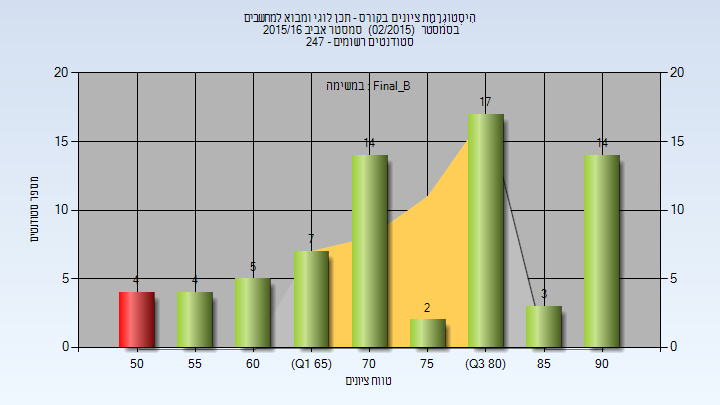 היסטוגרמת ציונים בקורס - תכן לוגי ומבוא למחשבים
בסמסטר (02/2015) סמסטר אביב 2015/16
סטודנטים רשומים - 247
במשימה : Final_B
20 20
15 15
10 10
5 5
0 0
4 4 5 7 14 2 17 3 14
50 55 60 (Q1 65) 70 75 (Q3 80) 85 90
מספר סטודנטים
טווח ציונים